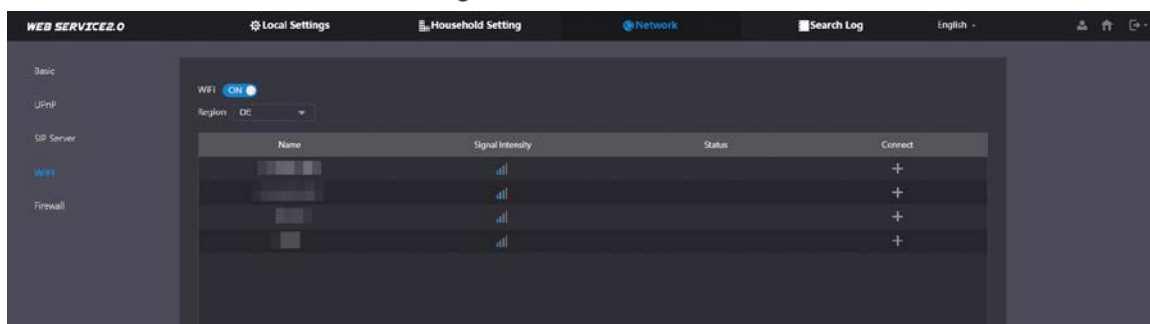 WEB SERVICE2.0 Local Settings Household Setting Network Search Log English
Basic
UPnP
SIP Server
WIFI
Firewall
WIFI ON
Region DE
Name Signal Intensity Status Connect